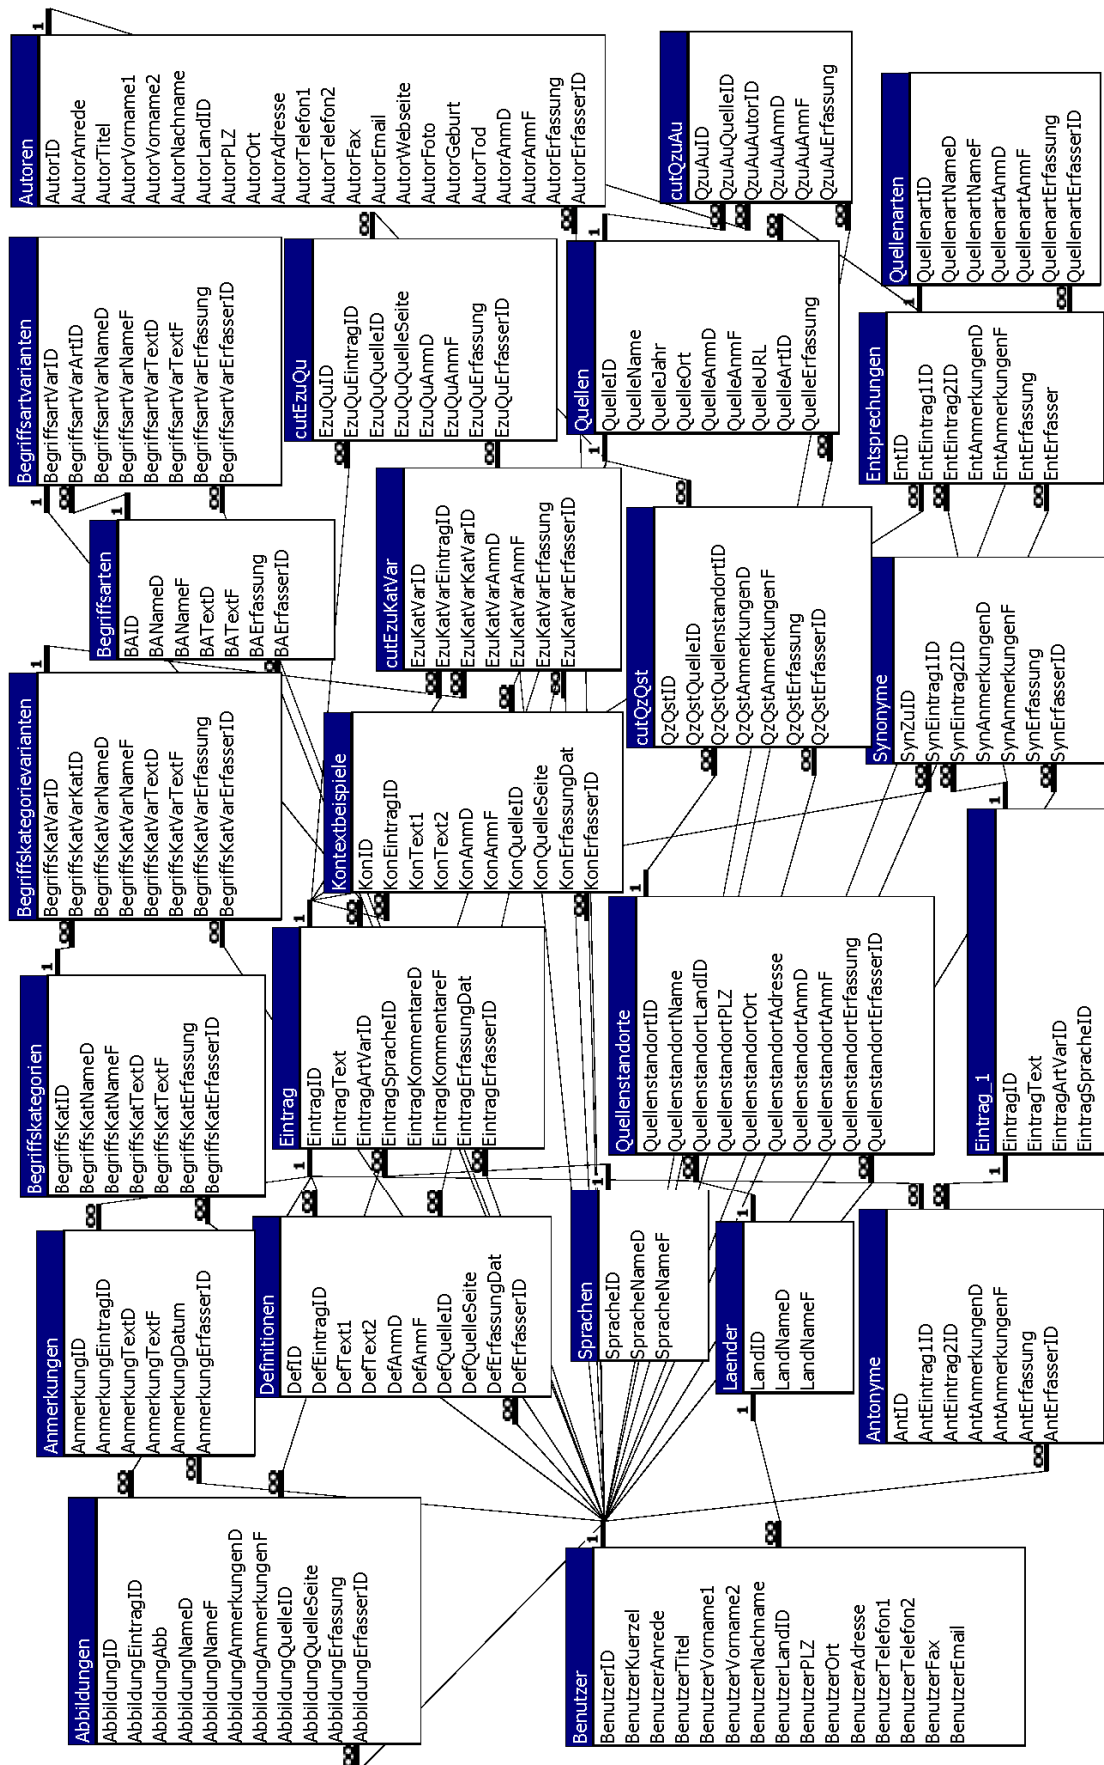 Abbildungen
AbbildungID
AbbildungEintragID
AbbildungAbb
AbbildungNameD
AbbildungNameF
AbbildungAnmerkungenD
AbbildungAnmerkungenF
AbbildungQuelleID
AbbildungQuelleSeite
AbbildungErfassung
AbbildungErfasserID
Anmerkungen
AnmerkungID
AnmerkungEintragID
AnmerkungTextD
AnmerkungTextF
AnmerkungDatum
AnmerkungErfasserID
Begriffskategorien
BegriffsKatID
BegriffsKatNameD
BegriffsKatNameF
BegriffsKatTextD
BegriffsKatTextF
BegriffsKatErfassung
BegriffsKatErfasserID
Begriffskategorievarianten
BegriffsKatVarID
BegriffsKatVarKatID
BegriffsKatVarNameD
BegriffsKatVarNameF
BegriffsKatVarTextD
BegriffsKatVarTextF
BegriffsKatVarErfassung
BegriffsKatVarErfasserID
Begriffsarten
BAID
BANameD
BANameF
BATextD
BATextF
BAErfassung
BAErfasserID
Begriffsartvarianten
BegriffsartVarID
BegriffsartVarArtID
BegriffsartVarNameD
BegriffsartVarNameF
BegriffsartVarTextD
BegriffsartVarTextF
BegriffsartVarErfassung
BegriffsartVarErfasserID
Autoren
AutorID
AutorAnrede
AutorTitel
AutorVorname1
AutorVorname2
AutorNachname
AutorLandID
AutorPLZ
AutorOrt
AutorAdresse
AutorTelefon1
AutorTelefon2
AutorFax
AutorEmail
AutorWebseite
AutorFoto
AutorGeburt
AutorTod
AutorAnmD
AutorAnmF
AutorErfassung
AutorErfasserID
Definitionen
DefID
DefEintragID
DefText1
DefText2
DefAnmD
DefAnmF
DefQuelleID
DefQuelleSeite
DefErfassungDat
DefErfasserID
Eintrag
EintragID
EintragText
EintragArtVarID
EintragSpracheID
EintragKommentareD
EintragKommentareF
EintragErfassungDat
EintragErfasserID
Kontextbeispiele
KonID
KonEintragID
KonText1
KonText2
KonAnmD
KonAnmF
KonQuelleID
KonQuelleSeite
KonErfassungDat
KonErfasserID
cutEzuKatVar
EzuKatVarID
EzuKatVarEintragID
EzuKatVarKatVarID
EzuKatVarAnmD
EzuKatVarAnmF
EzuKatVarErfassung
EzuKatVarErfasserID
cutEzuQu
EzuQuID
EzuQuEintragID
EzuQuQuelleID
EzuQuQuelleSeite
EzuQuAnmD
EzuQuAnmF
EzuQuErfassung
EzuQuErfasserID
Benutzer
BenutzerID
BenutzerKuerzel
BenutzerAnrede
BenutzerTitel
BenutzerVorname1
BenutzerVorname2
BenutzerNachname
BenutzerLandID
BenutzerPLZ
BenutzerOrt
BenutzerAdresse
BenutzerTelefon1
BenutzerTelefon2
BenutzerFax
BenutzerEmail
Sprachen
SpracheID
SpracheNameD
SpracheNameF
Laender
LandID
LandNameD
LandNameF
Quellenstandorte
QuellenstandortID
QuellenstandortName
QuellenstandortLandID
QuellenstandortPLZ
QuellenstandortOrt
QuellenstandortAdresse
QuellenstandortAnmD
QuellenstandortAnmF
QuellenstandortErfassung
QuellenstandortErfasserID
cutQzQst
QzQstID
QzQstQuelleID
QzQstQuellenstandortID
QzQstAnmerkungenD
QzQstAnmerkungenF
QzQstErfassung
QzQstErfasserID
Quellen
QuelleID
QuelleName
QuelleJahr
QuelleOrt
QuelleAnmD
QuelleAnmF
QuelleURL
QuelleArtID
QuelleErfassung
cutQzuAu
QzuAuID
QzuAuQuelleID
QzuAuAutorID
QzuAuAnmD
QzuAuAnmF
QzuAuErfassung
Antonyme
AntID
AntEintrag1ID
AntEintrag2ID
AntAnmerkungenD
AntAnmerkungenF
AntErfassung
AntErfasserID
Eintrag_1
EintragID
EintragText
EintragArtVarID
EintragSpracheID
Synonyme
SynZuID
SynEintrag1ID
SynEintrag2ID
SynAnmerkungenD
SynAnmerkungenF
SynErfassung
SynErfasserID
Entsprechungen
EntID
EntEintrag1ID
EntEintrag2ID
EntAnmerkungenD
EntAnmerkungenF
EntErfassung
EntErfasser
Quellenarten
QuellenartID
QuellenartNameD
QuellenartNameF
QuellenartAnmD
QuellenartAnmF
QuellenartErfassung
QuellenartErfasserID